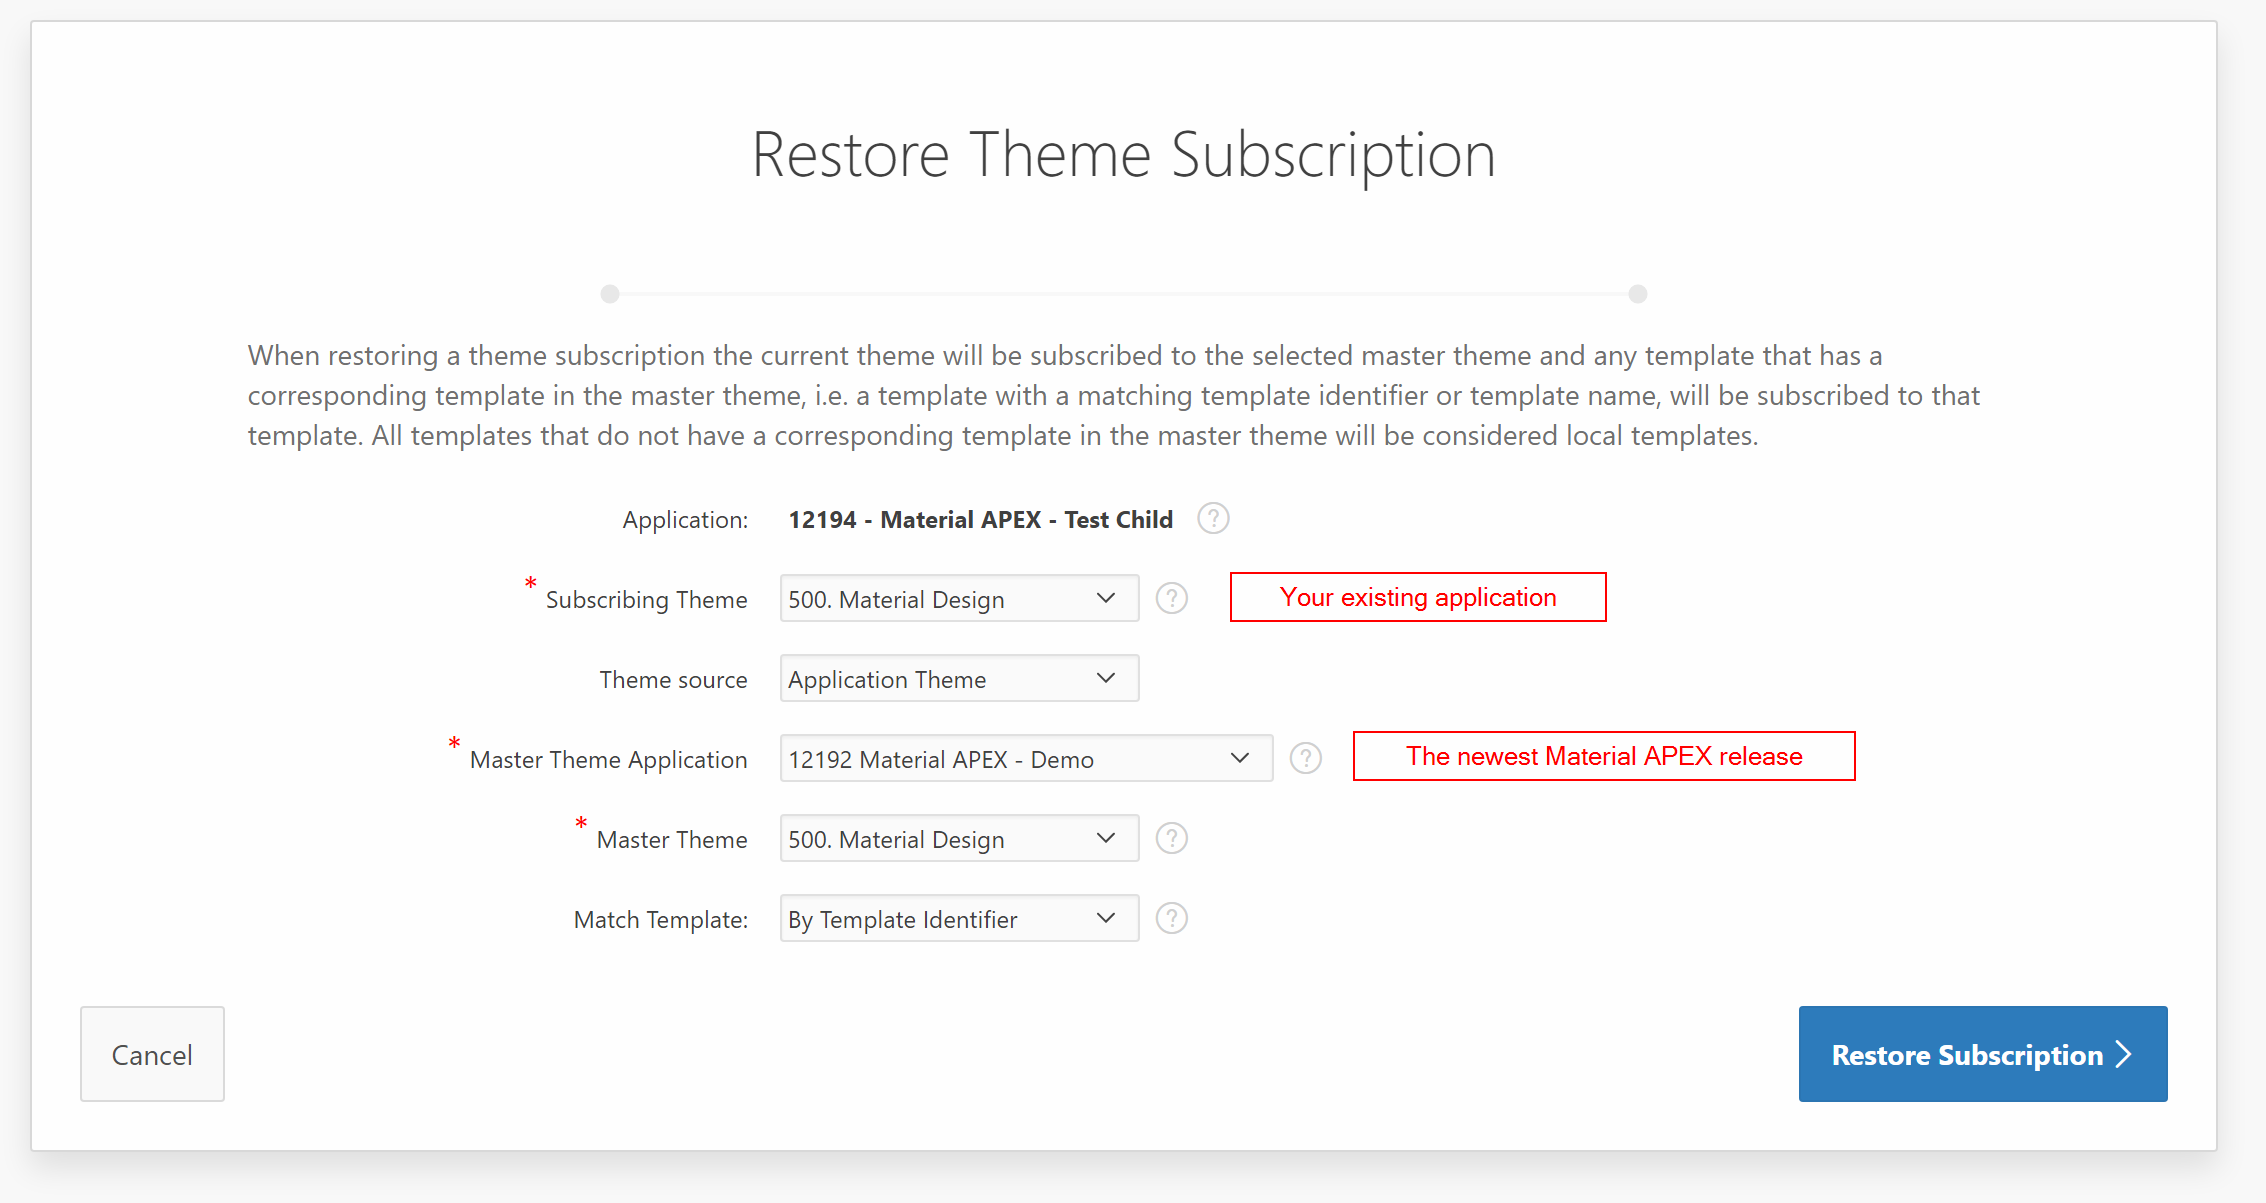 Restore Theme Subscription
When restoring a theme subscription the current theme will be subscribed to the selected master theme and any template that has a
corresponding template in the master theme, i.e. a template with a matching template identifier or template name, will be subscribed to that
template. All templates that do not have a corresponding template in the master theme will be considered local templates.
Application: 12194 - Material APEX - Test Child ?
* Subscribing Theme 500. Material Design ? Your existing application
Theme source Application Theme
* Master Theme Application 12192 Material APEX - Demo ? The newest Material APEX release
* Master Theme 500. Material Design ?
Match Template: By Template Identifier ?
Cancel Restore Subscription